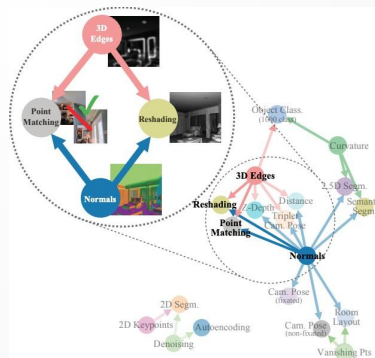 3D
Edges
Point
Matching
Reshading
Normals
Object Class.
(1000 class)
Curvature
3D Edges
2.5D Segm.
Distance
Semantic
Segm.
Reshading
Z-Depth
Triplet
Cam. Pose
Point
Matching
Normals
Cam. Pose
(fixated)
Room
Layout
2D Segm.
Cam. Pose
(non-fixated)
2D Keypoints
Autoencoding
Denoising
Vanishing Pts